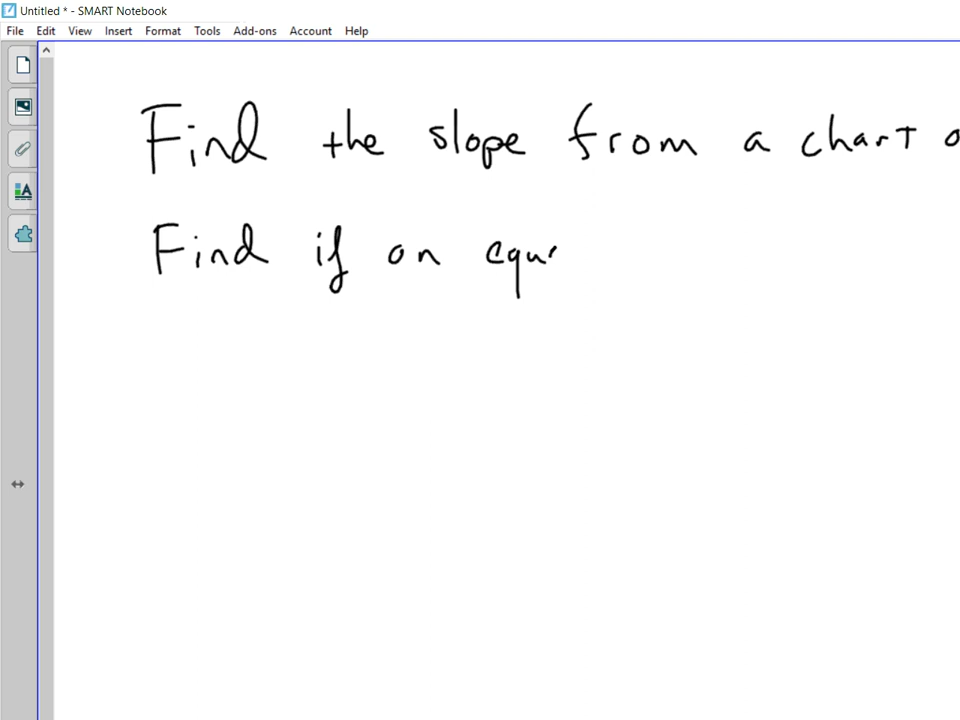 Untitled * - SMART Notebook
File Edit View Insert Format Tools Add-ons Account Help
Find the slope from a chart o
Find if an equ